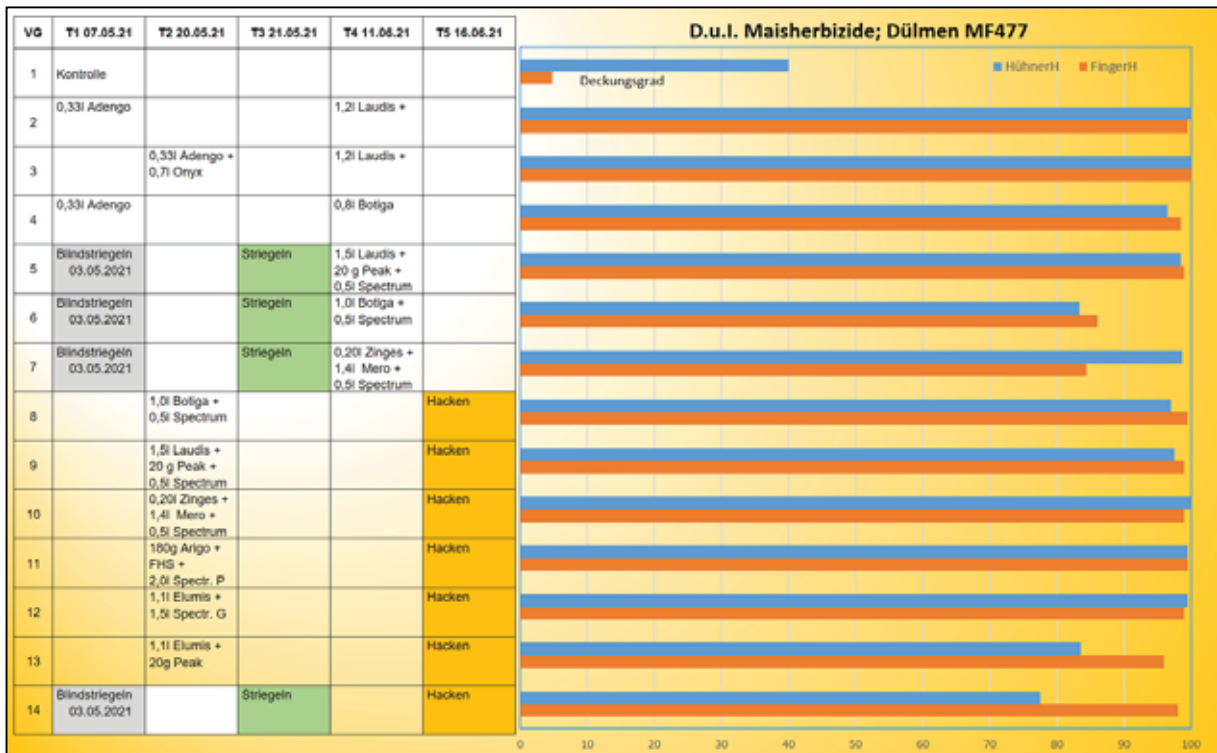 VG T1 07.05.21 T2 20.05.21 T3 21.05.21 T4 11.06.21 T5 16.06.21
D.u.I. Maisherbizide; Dülmen MF477
HühnerH FingerH
1 Kontrolle
Deckungsgrad
2 0,33l Adengo 1,2l Laudis +
3 0,33l Adengo + 1,2l Laudis +
0,7l Onyx
4 0,33l Adengo 0,8l Botiga
5 Blindstriegeln Striegeln 1,5l Laudis +
03.05.2021 20 g Peak +
0,5l Spectrum
6 Blindstriegeln Striegeln 1,0l Botiga +
03.05.2021 0,5l Spectrum
7 Blindstriegeln Striegeln 0,20l Zinges +
03.05.2021 1,4l Mero +
0,5l Spectrum
8 1,0l Botiga + Hacken
0,5l Spectrum
9 1,5l Laudis + Hacken
20 g Peak +
0,5l Spectrum
10 0,20l Zinges + Hacken
1,4l Mero +
0,5l Spectrum
11 180g Arigo + Hacken
FHS +
2,0l Spectr. P
12 1,1l Elumis + Hacken
1,5l Spectr. G
13 1,1l Elumis + Hacken
20g Peak
14 Blindstriegeln Striegeln Hacken
03.05.2021
0 10 20 30 40 50 60 70 80 90 100